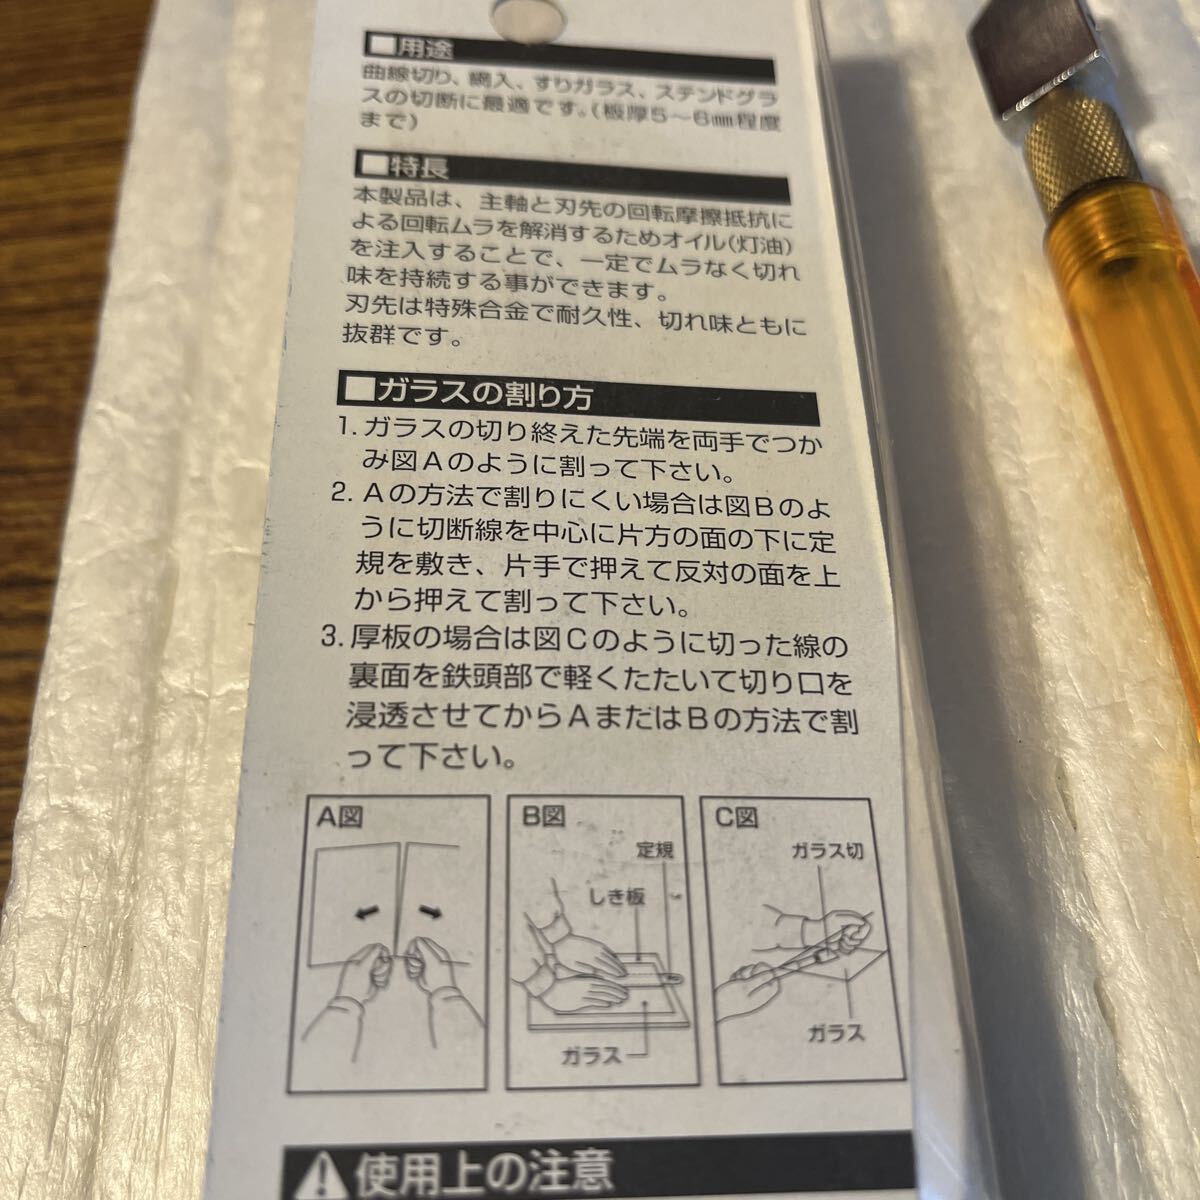 ■用途
曲線切り、網入、すりガラス、ステンドグラ
スの切断に最適です。(板厚5〜6㎜程度
まで)
■特長
本製品は、主軸と刃先の回転摩擦抵抗に
よる回転ムラを解消するためオイル(灯油)
を注入することで、一定でムラなく切れ
味を持続する事ができます。
刃先は特殊合金で耐久性、切れ味ともに
抜群です。
■ガラスの割り方
1. ガラスの切り終えた先端を両手でつか
み図Aのように割って下さい。
2. Aの方法で割りにくい場合は図Bのよ
うに切断線を中心に片方の面の下に定
規を敷き、片手で押えて反対の面を上
から押えて割って下さい。
3. 厚板の場合は図Cのように切った線の
裏面を鉄頭部で軽くたたいて切り口を
浸透させてからAまたはBの方法で割
って下さい。
A図
B図
定規
しき板
ガラス
C図
ガラス切
ガラス
⚠使用上の注意